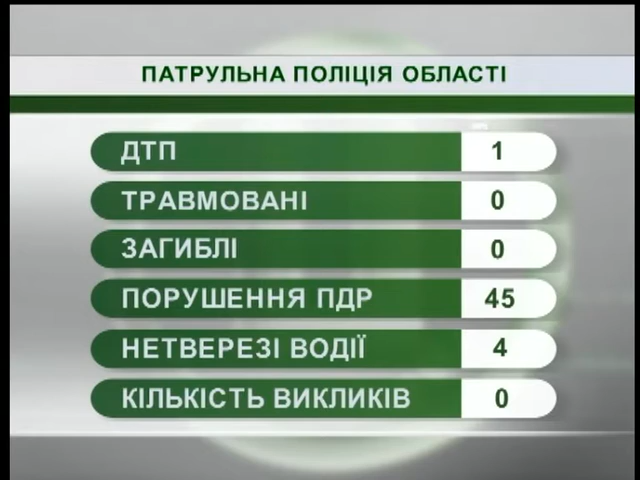 ПАТРУЛЬНА ПОЛІЦІЯ ОБЛАСТІ
ДТП 1
ТРАВМОВАНІ 0
ЗАГИБЛІ 0
ПОРУШЕННЯ ПДР 45
НЕТВЕРЕЗІ ВОДІЇ 4
КІЛЬКІСТЬ ВИКЛИКІВ 0